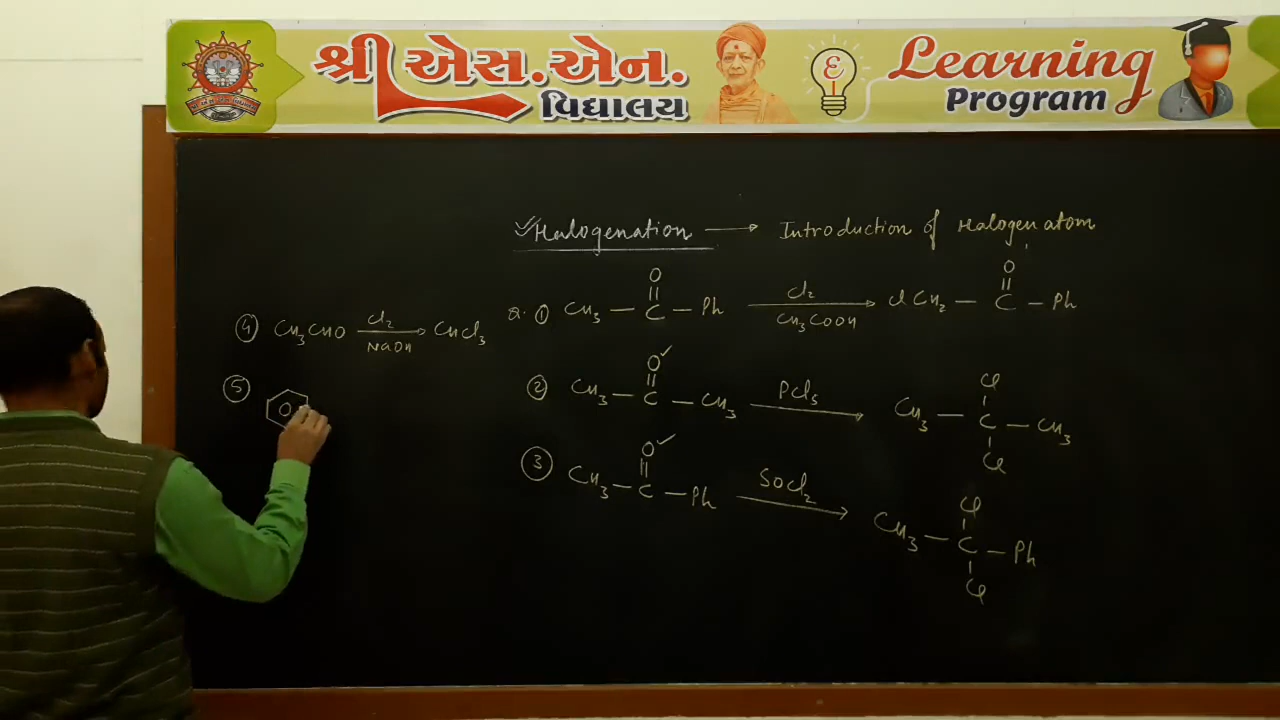 શ્રી એસ.એન.
વિદ્યાલય
Learning
Program
Halogenation → Introduction of Halogen atom
Q. ① CH₃ — C — Ph Cl₂ / CH₃COOH → ClCH₂ — C — Ph
O O
② CH₃ — C — CH₃ PCl₅ → CH₃ — C — CH₃
O Cl Cl
③ CH₃ — C — Ph SOCl₂ → CH₃ — C — Ph
O Cl Cl
④ CH₃CHO Cl₂ / NaOH → CHCl₃
⑤